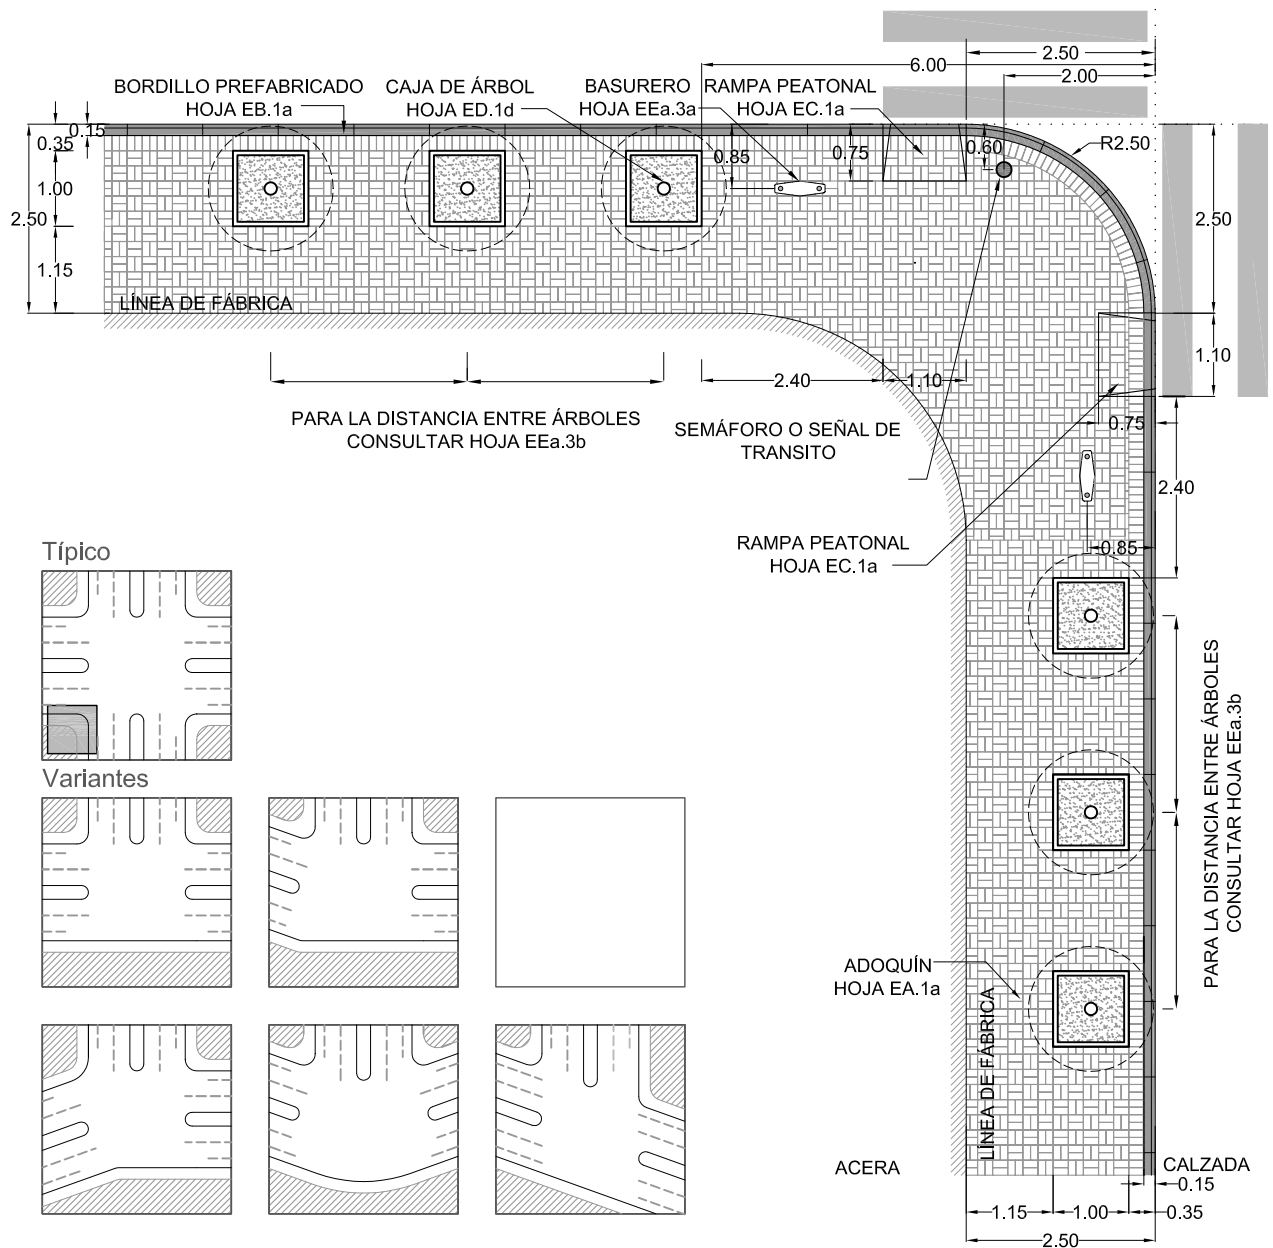 2.50
6.00
2.00
BORDILLO PREFABRICADO
HOJA EB.1a
CAJA DE ÁRBOL
HOJA ED.1d
BASURERO
HOJA EEa.3a
RAMPA PEATONAL
HOJA EC.1a
0.15
0.35
1.00
2.50
1.15
0.85
0.75
0.60
R2.50
2.50
1.10
LÍNEA DE FÁBRICA
2.40
1.10
PARA LA DISTANCIA ENTRE ÁRBOLES
CONSULTAR HOJA EEa.3b
SEMÁFORO O SEÑAL DE
TRANSITO
0.75
2.40
RAMPA PEATONAL
HOJA EC.1a
0.85
Típico
Variantes
PARA LA DISTANCIA ENTRE ÁRBOLES
CONSULTAR HOJA EEa.3b
ADOQUÍN
HOJA EA.1a
LÍNEA DE FÁBRICA
ACERA
CALZADA
0.15
1.15
1.00
0.35
2.50